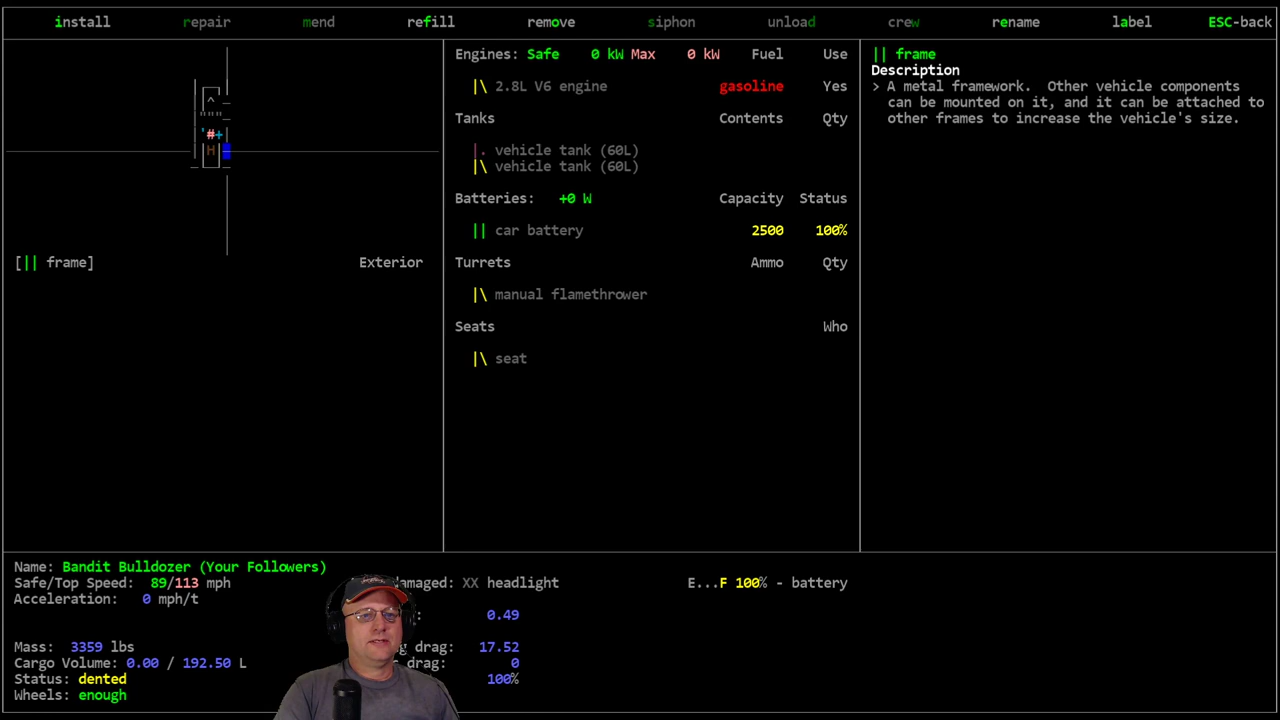 install repair mend refill remove siphon unload crew rename label ESC-back
Engines: Safe 0 kW Max 0 kW Fuel Use
|\ 2.8L V6 engine gasoline Yes
Tanks Contents Qty
|. vehicle tank (60L)
|\ vehicle tank (60L)
Batteries: +0 W Capacity Status
|| car battery 2500 100%
Turrets Ammo Qty
|\ manual flamethrower
Seats Who
|\ seat
|| frame
Description
> A metal framework. Other vehicle components
can be mounted on it, and it can be attached to
other frames to increase the vehicle's size.
[|| frame] Exterior
Name: Bandit Bulldozer (Your Followers)
Safe/Top Speed: 89/113 mph
Acceleration: 0 mph/t
Mass: 3359 lbs
Cargo Volume: 0.00 / 192.50 L
Status: dented
Wheels: enough
damaged: XX headlight
0.49
drag: 17.52
drag: 0
100%
E...F 100% - battery